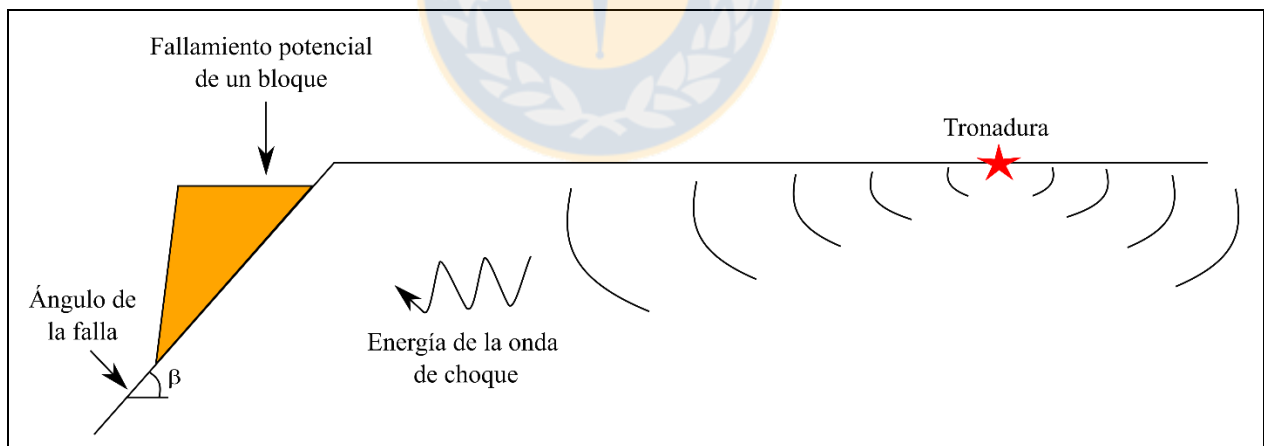 Fallamiento potencial
de un bloque
Tronadura
Ángulo de
la falla
β
Energía de la onda
de choque